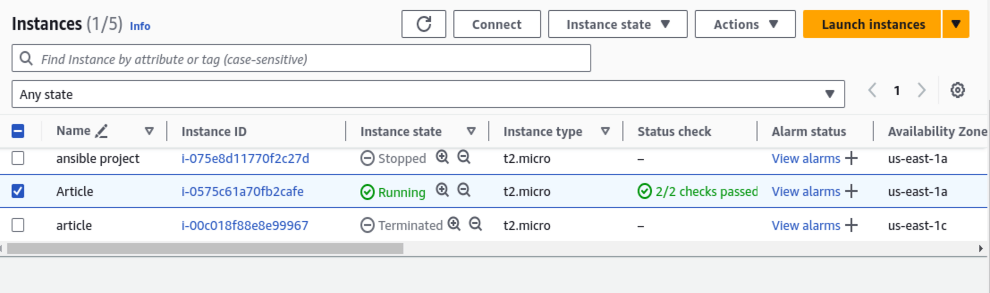 Instances (1/5) Info Connect Instance state Actions Launch instances
Find Instance by attribute or tag (case-sensitive)
Any state 1
Name Instance ID Instance state Instance type Status check Alarm status Availability Zone
ansible project i-075e8d11770f2c27d Stopped t2.micro – View alarms + us-east-1a
Article i-0575c61a70fb2cafe Running t2.micro 2/2 checks passed View alarms + us-east-1a
article i-00c018f88e8e99967 Terminated t2.micro – View alarms + us-east-1c